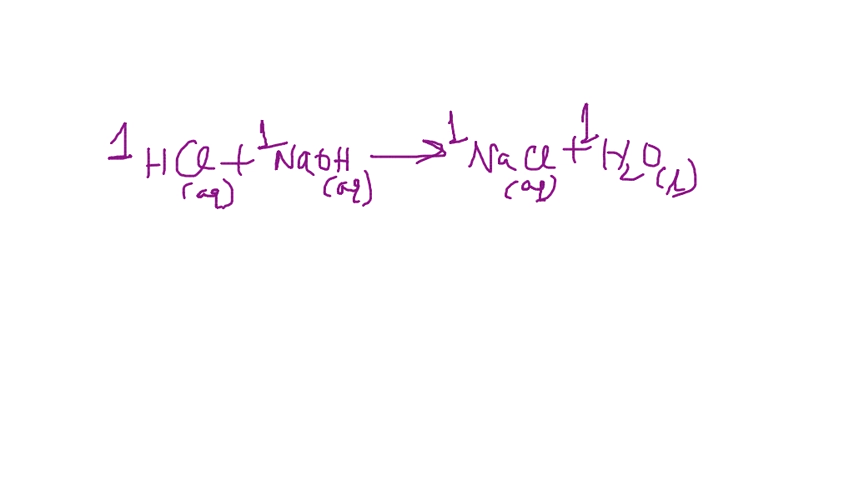 1 HCl(aq) + 1 NaOH(aq) → 1 NaCl(aq) + 1 H₂O(l)